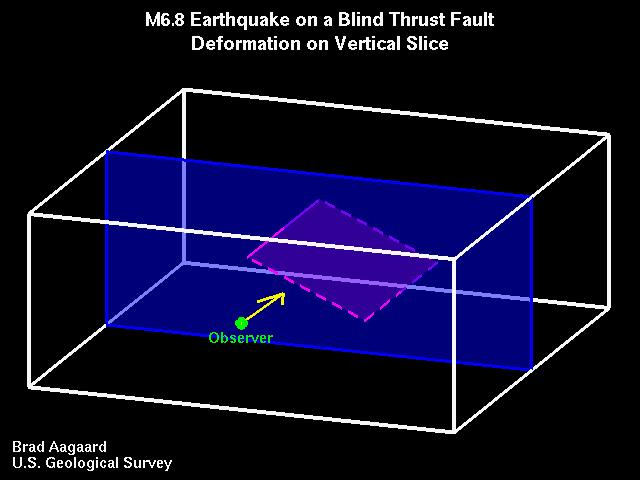 M6.8 Earthquake on a Blind Thrust Fault
Deformation on Vertical Slice
Observer
Brad Aagaard
U.S. Geological Survey